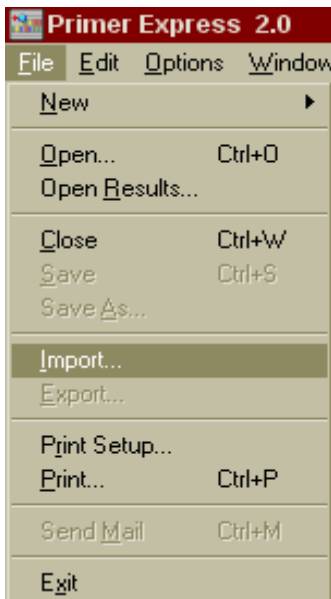 Primer Express 2.0
File Edit Options Window
New
Open... Ctrl+O
Open Results...
Close Ctrl+W
Save Ctrl+S
Save As...
Import...
Export...
Print Setup...
Print... Ctrl+P
Send Mail Ctrl+M
Exit